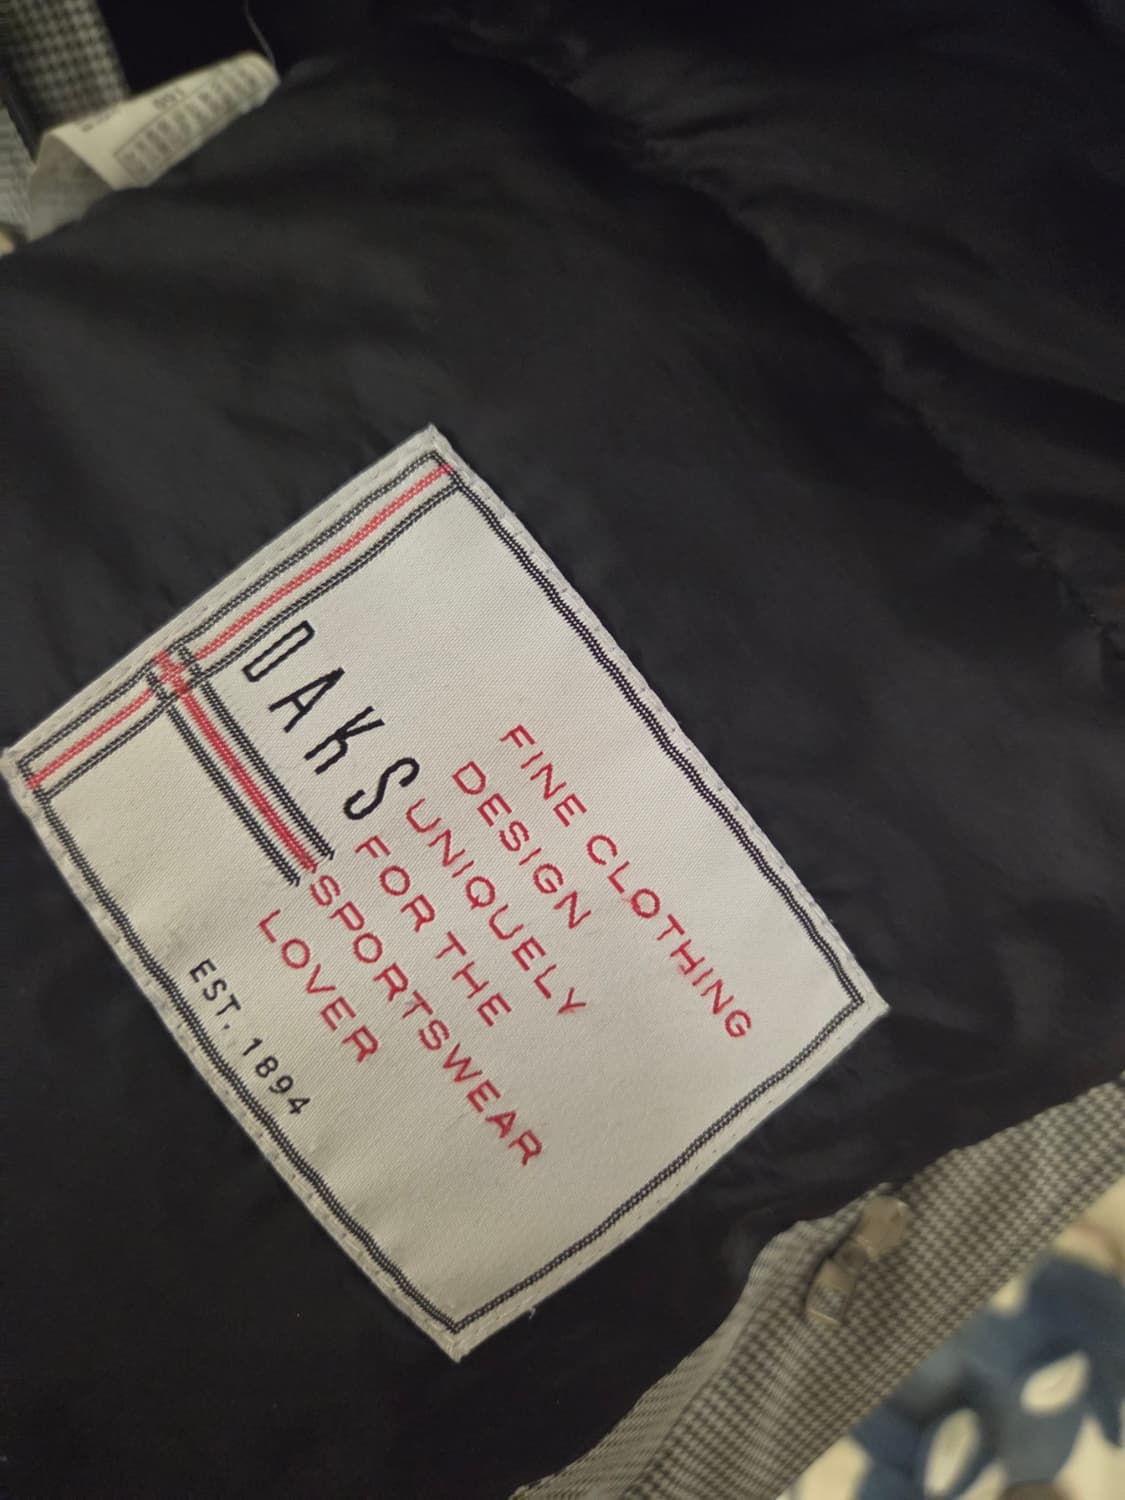 FINE CLOTHING
DESIGN
UNIQUELY
DAKS FOR THE
SPORTSWEAR
LOVER
EST. 1894